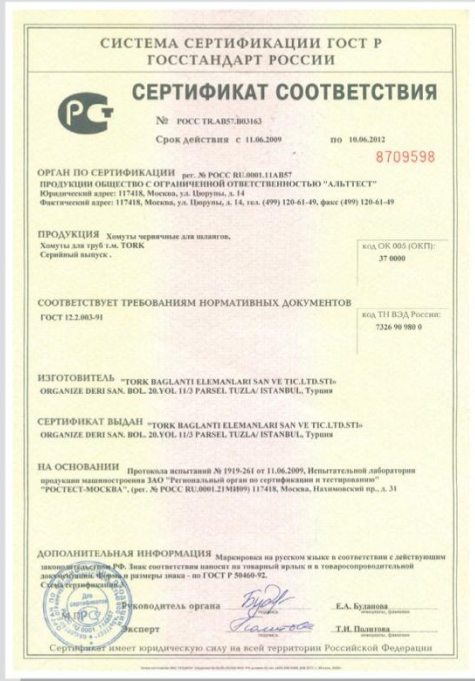 СИСТЕМА СЕРТИФИКАЦИИ ГОСТ Р
ГОССТАНДАРТ РОССИИ
СЕРТИФИКАТ СООТВЕТСТВИЯ
№ РОСС TR.АВ57.В03163
Срок действия с 11.06.2009 по 10.06.2012
8709598
ОРГАН ПО СЕРТИФИКАЦИИ рег. № РОСС RU.0001.11АВ57
ПРОДУКЦИИ ОБЩЕСТВО С ОГРАНИЧЕННОЙ ОТВЕТСТВЕННОСТЬЮ "АЛЬТТЕСТ"
Юридический адрес: 117418, Москва, ул. Цюрупы, д. 14
Фактический адрес: 117418, Москва, ул. Цюрупы, д. 14, тел. (499) 120-61-49, факс (499) 120-61-49
ПРОДУКЦИЯ Хомуты червячные для шлангов,
Хомуты для труб т.м. TORK
Серийный выпуск .
код ОК 005 (ОКП):
37 0000
СООТВЕТСТВУЕТ ТРЕБОВАНИЯМ НОРМАТИВНЫХ ДОКУМЕНТОВ
ГОСТ 12.2.003-91
код ТН ВЭД России:
7326 90 980 0
ИЗГОТОВИТЕЛЬ "TORK BAGLANTI ELEMANLARI SAN VE TIC.LTD.STI»
ORGANIZE DERI SAN. BOL. 20.YOL 11/3 PARSEL TUZLA/ ISTANBUL, Турция
СЕРТИФИКАТ ВЫДАН "TORK BAGLANTI ELEMANLARI SAN VE TIC.LTD.STI»
ORGANIZE DERI SAN. BOL. 20.YOL 11/3 PARSEL TUZLA/ ISTANBUL, Турция
НА ОСНОВАНИИ Протокола испытаний № 1919-261 от 11.06.2009, Испытательной лаборатории
продукции машиностроения ЗАО "Региональный орган по сертификации и тестированию"
"РОСТЕСТ-МОСКВА", (рег. № РОСС RU.0001.21МН09) 117418, Москва, Нахимовский пр., д. 31
ДОПОЛНИТЕЛЬНАЯ ИНФОРМАЦИЯ Маркировка на русском языке в соответствии с действующим
законодательством РФ. Знак соответствия наносят на товарный ярлык и в товаросопроводительной
документации. Форма и размеры знака - по ГОСТ Р 50460-92.
Схема сертификации
Для сертификатов
Руководитель органа
подпись
Е.А. Буданова
инициалы, фамилия
Эксперт
подпись
Т.И. Политова
инициалы, фамилия
Сертификат имеет юридическую силу на всей территории Российской Федерации